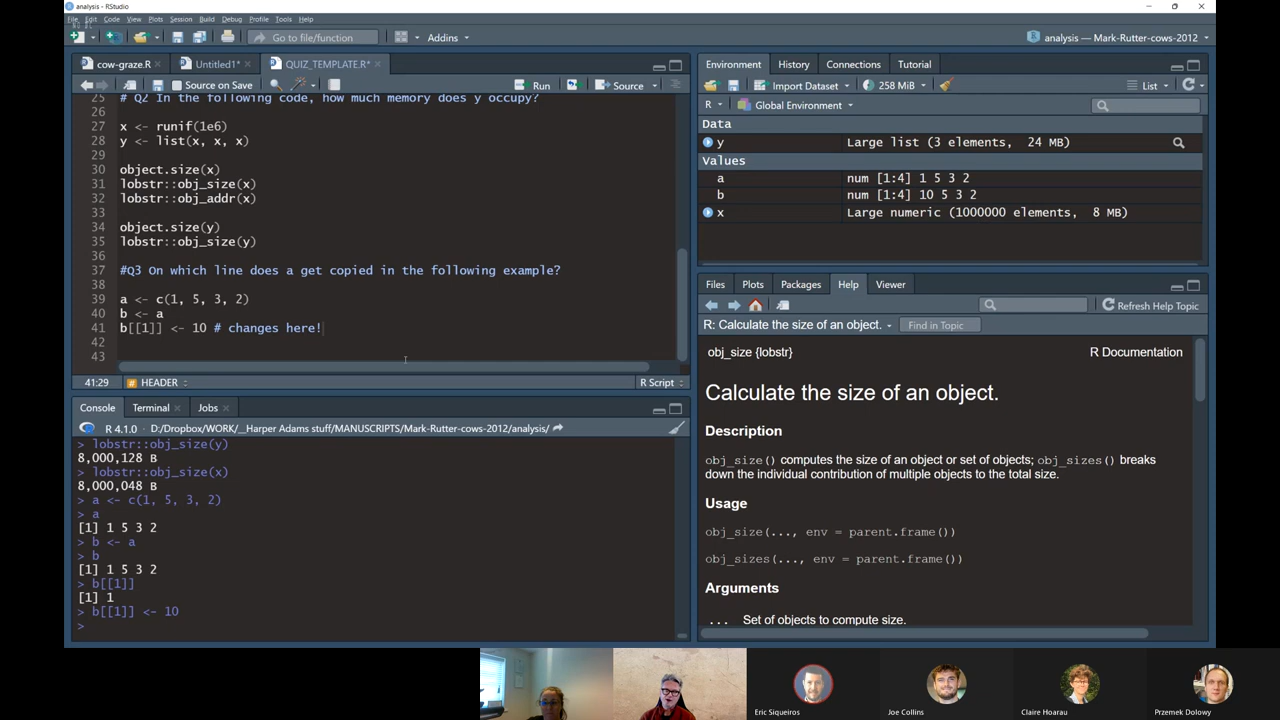 analysis - RStudio
File Edit Code View Plots Session Build Debug Profile Tools Help
Go to file/function Addins analysis — Mark-Rutter-cows-2012
cow-graze.R Untitled1* QUIZ_TEMPLATE.R*
Source on Save Run Source
25 # Q2 In the following code, how much memory does y occupy?
26
27 x <- runif(1e6)
28 y <- list(x, x, x)
29
30 object.size(x)
31 lobstr::obj_size(x)
32 lobstr::obj_addr(x)
33
34 object.size(y)
35 lobstr::obj_size(y)
36
37 #Q3 On which line does a get copied in the following example?
38
39 a <- c(1, 5, 3, 2)
40 b <- a
41 b[[1]] <- 10 # changes here!
42
43
41:29 # HEADER R Script
Console Terminal Jobs
R 4.1.0 · D:/Dropbox/WORK/__Harper Adams stuff/MANUSCRIPTS/Mark-Rutter-cows-2012/analysis/
> lobstr::obj_size(y)
8,000,128 B
> lobstr::obj_size(x)
8,000,048 B
> a <- c(1, 5, 3, 2)
> a
[1] 1 5 3 2
> b <- a
> b
[1] 1 5 3 2
> b[[1]]
[1] 1
> b[[1]] <- 10
>
Environment History Connections Tutorial
Import Dataset 258 MiB List
R Global Environment
Data
y Large list (3 elements, 24 MB)
Values
a num [1:4] 1 5 3 2
b num [1:4] 10 5 3 2
x Large numeric (1000000 elements, 8 MB)
Files Plots Packages Help Viewer
Refresh Help Topic
R: Calculate the size of an object. Find in Topic
obj_size {lobstr} R Documentation
Calculate the size of an object.
Description
obj_size() computes the size of an object or set of objects; obj_sizes() breaks
down the individual contribution of multiple objects to the total size.
Usage
obj_size(..., env = parent.frame())
obj_sizes(..., env = parent.frame())
Arguments
... Set of objects to compute size.
Eric Siqueiros Joe Collins Claire Hoarau Przemek Dolowy